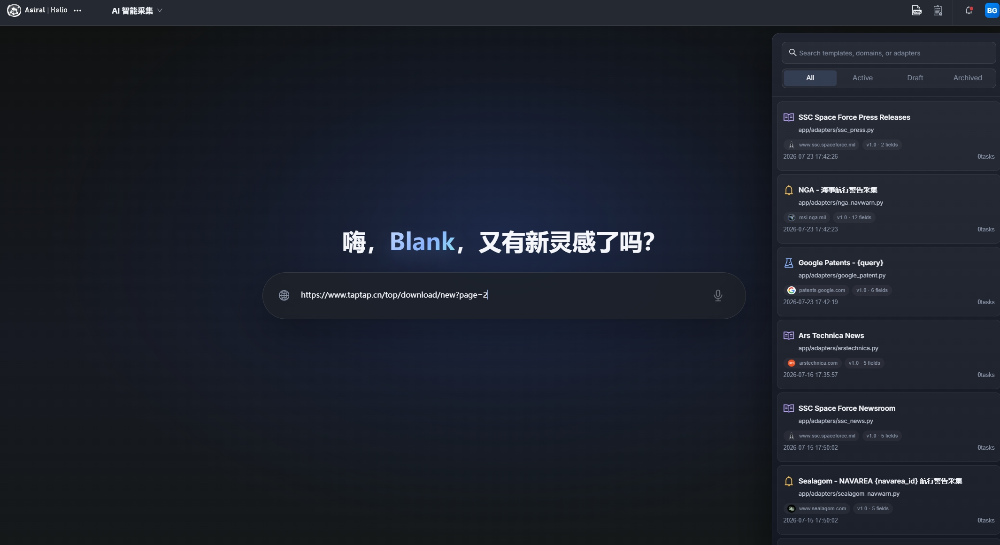 Astral | Helio ...
AI 智能采集
YAML
BG
嗨，Blank，又有新灵感了吗？
https://www.taptap.cn/top/download/new?page=2
Search templates, domains, or adapters
All Active Draft Archived
SSC Space Force Press Releases
app/adapters/ssc_press.py
www.ssc.spaceforce.mil v1.0 · 2 fields
2026-07-23 17:42:26 0tasks
NGA - 海事航行警告采集
app/adapters/nga_navwarn.py
msi.nga.mil v1.0 · 12 fields
2026-07-23 17:42:23 0tasks
Google Patents - {query}
app/adapters/google_patent.py
patents.google.com v1.0 · 6 fields
2026-07-23 17:42:19 0tasks
Ars Technica News
app/adapters/arstechnica.py
ars arstechnica.com v1.0 · 5 fields
2026-07-16 17:35:57 0tasks
SSC Space Force Newsroom
app/adapters/ssc_news.py
www.ssc.spaceforce.mil v1.0 · 5 fields
2026-07-15 17:50:02 0tasks
Sealagom - NAVAREA {navarea_id} 航行警告采集
app/adapters/sealagom_navwarn.py
www.sealagom.com v1.0 · 5 fields
2026-07-15 17:50:02 0tasks